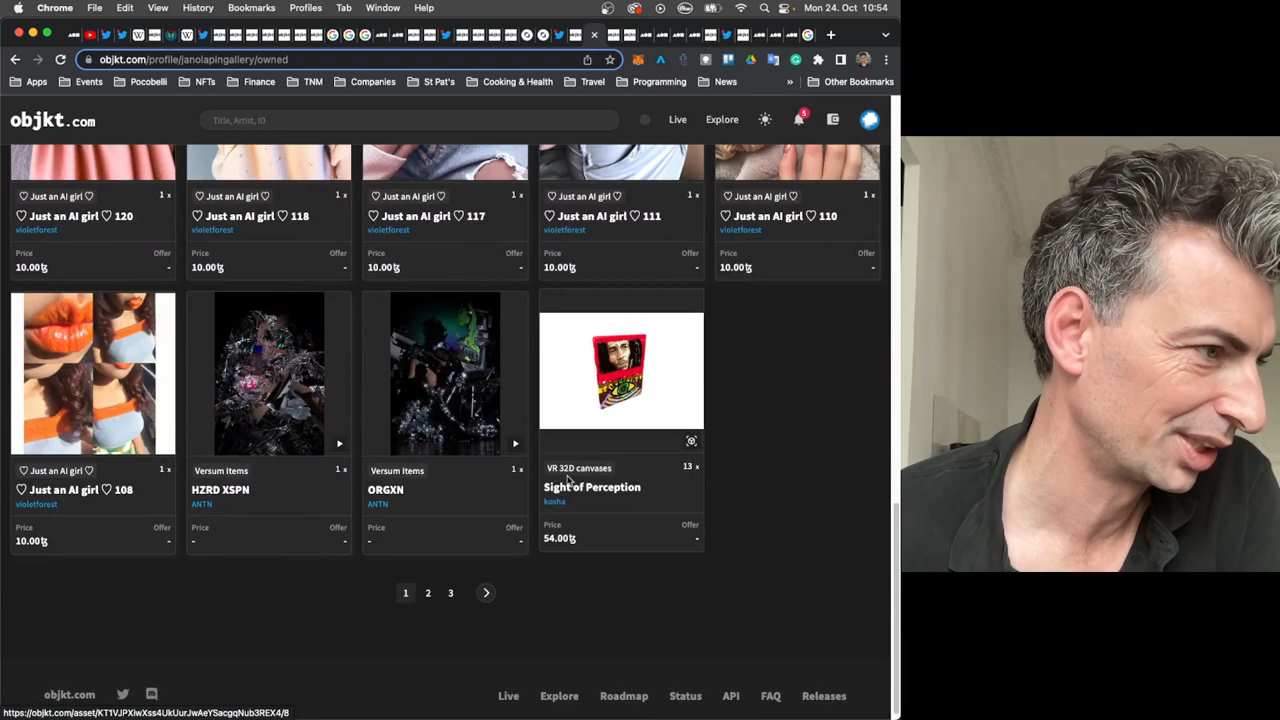 Chrome File Edit View History Bookmarks Profiles Tab Window Help Mon 24. Oct 10:54
objkt.com/profile/janolapingallery/owned
Apps Events Pocobelli NFTs Finance TNM Companies St Pat's Cooking & Health Travel Programming News » Other Bookmarks
objkt.com Title, Artist, ID Live Explore 5
♡ Just an AI girl ♡ 1 x ♡ Just an AI girl ♡ 1 x ♡ Just an AI girl ♡ 1 x ♡ Just an AI girl ♡ 1 x ♡ Just an AI girl ♡ 1 x
♡ Just an AI girl ♡ 120 ♡ Just an AI girl ♡ 118 ♡ Just an AI girl ♡ 117 ♡ Just an AI girl ♡ 111 ♡ Just an AI girl ♡ 110
violetforest violetforest violetforest violetforest violetforest
Price Offer Price Offer Price Offer Price Offer Price Offer
10.00ꜩ - 10.00ꜩ - 10.00ꜩ - 10.00ꜩ - 10.00ꜩ -
♡ Just an AI girl ♡ 1 x Versum Items 1 x Versum Items 1 x VR 32D canvases 13 x
♡ Just an AI girl ♡ 108 HZRD XSPN ORGXN Sight of Perception
violetforest ANTN ANTN kosha
Price Offer Price Offer Price Offer Price Offer
10.00ꜩ - - - - - 54.00ꜩ -
1 2 3
objkt.com Live Explore Roadmap Status API FAQ Releases
https://objkt.com/asset/KT1VJPXiwXss4UkUurJwAeYSacgqNub3REX4/8